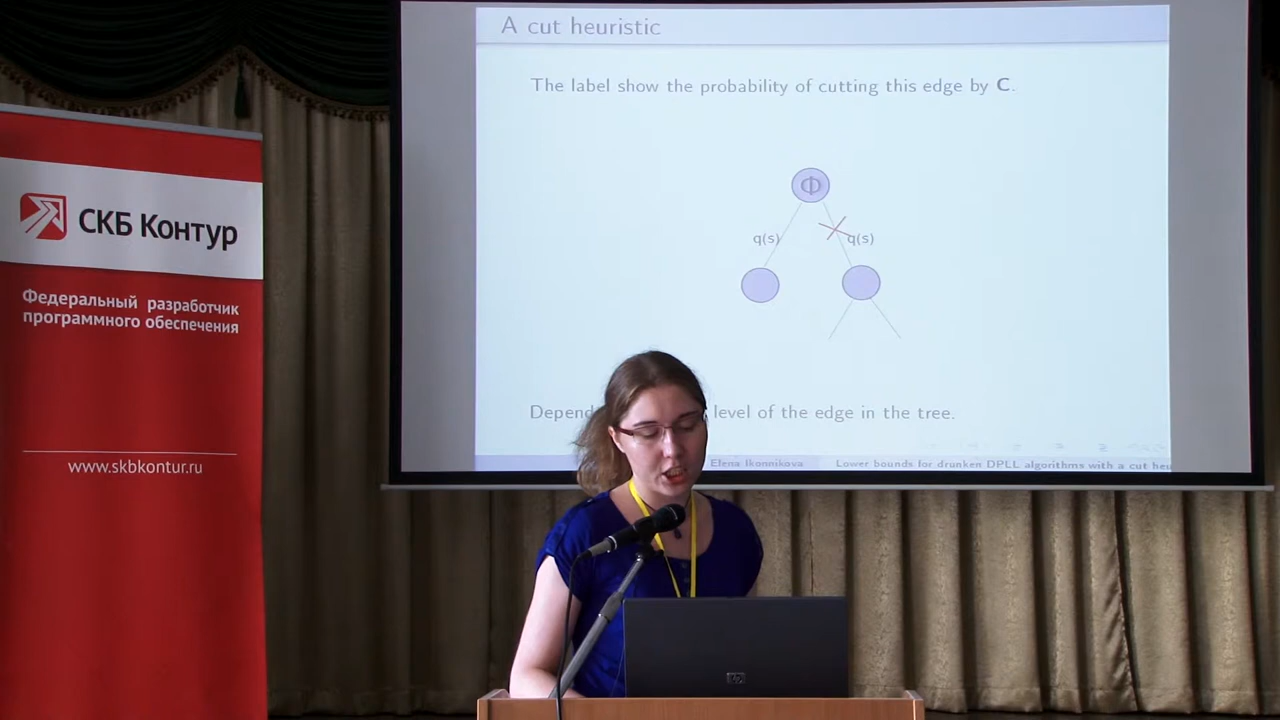 A cut heuristic
The label show the probability of cutting this edge by C.
Φ
q(s)
q(s)
Depend level of the edge in the tree.
Elena Ikonnikova Lower bounds for drunken DPLL algorithms with a cut heu
СКБ Контур
Федеральный разработчик
программного обеспечения
www.skbkontur.ru
hp